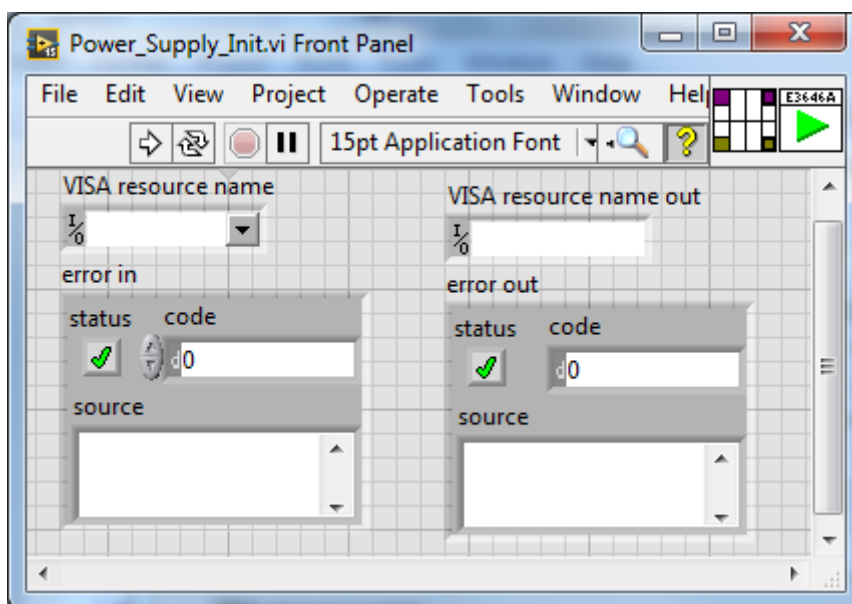 Power_Supply_Init.vi Front Panel
File Edit View Project Operate Tools Window Help
E3646A
15pt Application Font
VISA resource name
VISA resource name out
error in
error out
status code
status code
0
0
source
source